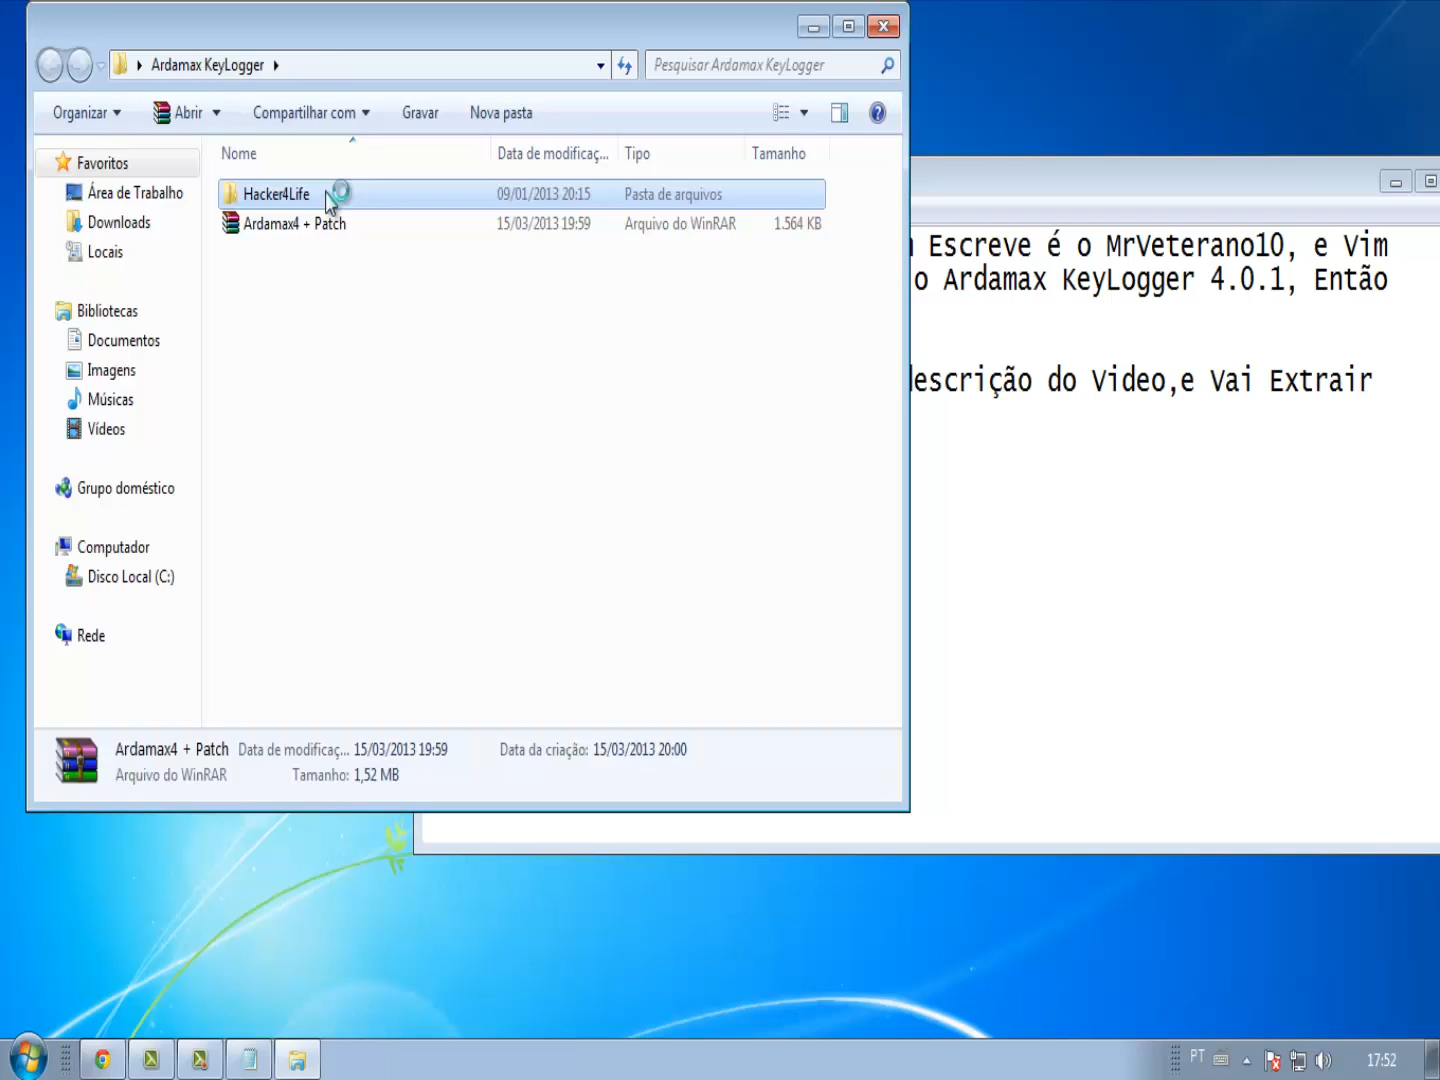 Ardamax KeyLogger
Pesquisar Ardamax KeyLogger
Organizar
Abrir
Compartilhar com
Gravar
Nova pasta
Nome
Data de modificaç...
Tipo
Tamanho
Favoritos
Área de Trabalho
Downloads
Locais
Bibliotecas
Documentos
Imagens
Músicas
Vídeos
Grupo doméstico
Computador
Disco Local (C:)
Rede
Hacker4Life
09/01/2013 20:15
Pasta de arquivos
Ardamax4 + Patch
15/03/2013 19:59
Arquivo do WinRAR
1.564 KB
Escreve é o MrVeterano10, e Vim
o Ardamax KeyLogger 4.0.1, Então
descrição do Video,e Vai Extrair
Ardamax4 + Patch
Data de modificaç... 15/03/2013 19:59
Data da criação: 15/03/2013 20:00
Arquivo do WinRAR
Tamanho: 1,52 MB
PT
17:52